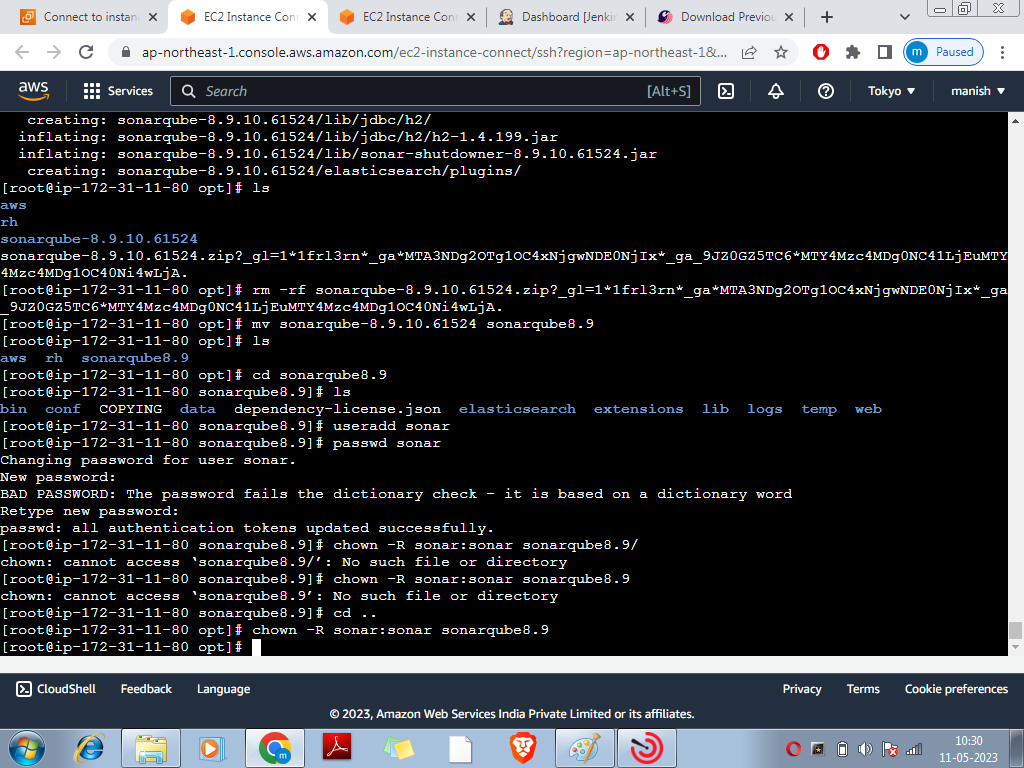 Connect to instan
EC2 Instance Conn
EC2 Instance Conn
Dashboard [Jenki
Download Previou
ap-northeast-1.console.aws.amazon.com/ec2-instance-connect/ssh?region=ap-northeast-1&...
m Paused
aws
Services
Search
[Alt+S]
Tokyo
manish
creating: sonarqube-8.9.10.61524/lib/jdbc/h2/
inflating: sonarqube-8.9.10.61524/lib/jdbc/h2/h2-1.4.199.jar
inflating: sonarqube-8.9.10.61524/lib/sonar-shutdowner-8.9.10.61524.jar
creating: sonarqube-8.9.10.61524/elasticsearch/plugins/
[root@ip-172-31-11-80 opt]# ls
aws
rh
sonarqube-8.9.10.61524
sonarqube-8.9.10.61524.zip?_gl=1*1frl3rn*_ga*MTA3NDg2OTg1OC4xNjgwNDE0NjIx*_ga_9JZ0GZ5TC6*MTY4Mzc4MDg0NC41LjEuMTY
4Mzc4MDg1OC40Ni4wLjA.
[root@ip-172-31-11-80 opt]# rm -rf sonarqube-8.9.10.61524.zip?_gl=1*1frl3rn*_ga*MTA3NDg2OTg1OC4xNjgwNDE0NjIx*_ga
_9JZ0GZ5TC6*MTY4Mzc4MDg0NC41LjEuMTY4Mzc4MDg1OC40Ni4wLjA.
[root@ip-172-31-11-80 opt]# mv sonarqube-8.9.10.61524 sonarqube8.9
[root@ip-172-31-11-80 opt]# ls
aws rh sonarqube8.9
[root@ip-172-31-11-80 opt]# cd sonarqube8.9
[root@ip-172-31-11-80 sonarqube8.9]# ls
bin conf COPYING data dependency-license.json elasticsearch extensions lib logs temp web
[root@ip-172-31-11-80 sonarqube8.9]# useradd sonar
[root@ip-172-31-11-80 sonarqube8.9]# passwd sonar
Changing password for user sonar.
New password:
BAD PASSWORD: The password fails the dictionary check - it is based on a dictionary word
Retype new password:
passwd: all authentication tokens updated successfully.
[root@ip-172-31-11-80 sonarqube8.9]# chown -R sonar:sonar sonarqube8.9/
chown: cannot access ‘sonarqube8.9/’: No such file or directory
[root@ip-172-31-11-80 sonarqube8.9]# chown -R sonar:sonar sonarqube8.9
chown: cannot access ‘sonarqube8.9’: No such file or directory
[root@ip-172-31-11-80 sonarqube8.9]# cd ..
[root@ip-172-31-11-80 opt]# chown -R sonar:sonar sonarqube8.9
[root@ip-172-31-11-80 opt]#
CloudShell
Feedback
Language
Privacy
Terms
Cookie preferences
© 2023, Amazon Web Services India Private Limited or its affiliates.
10:30
11-05-2023